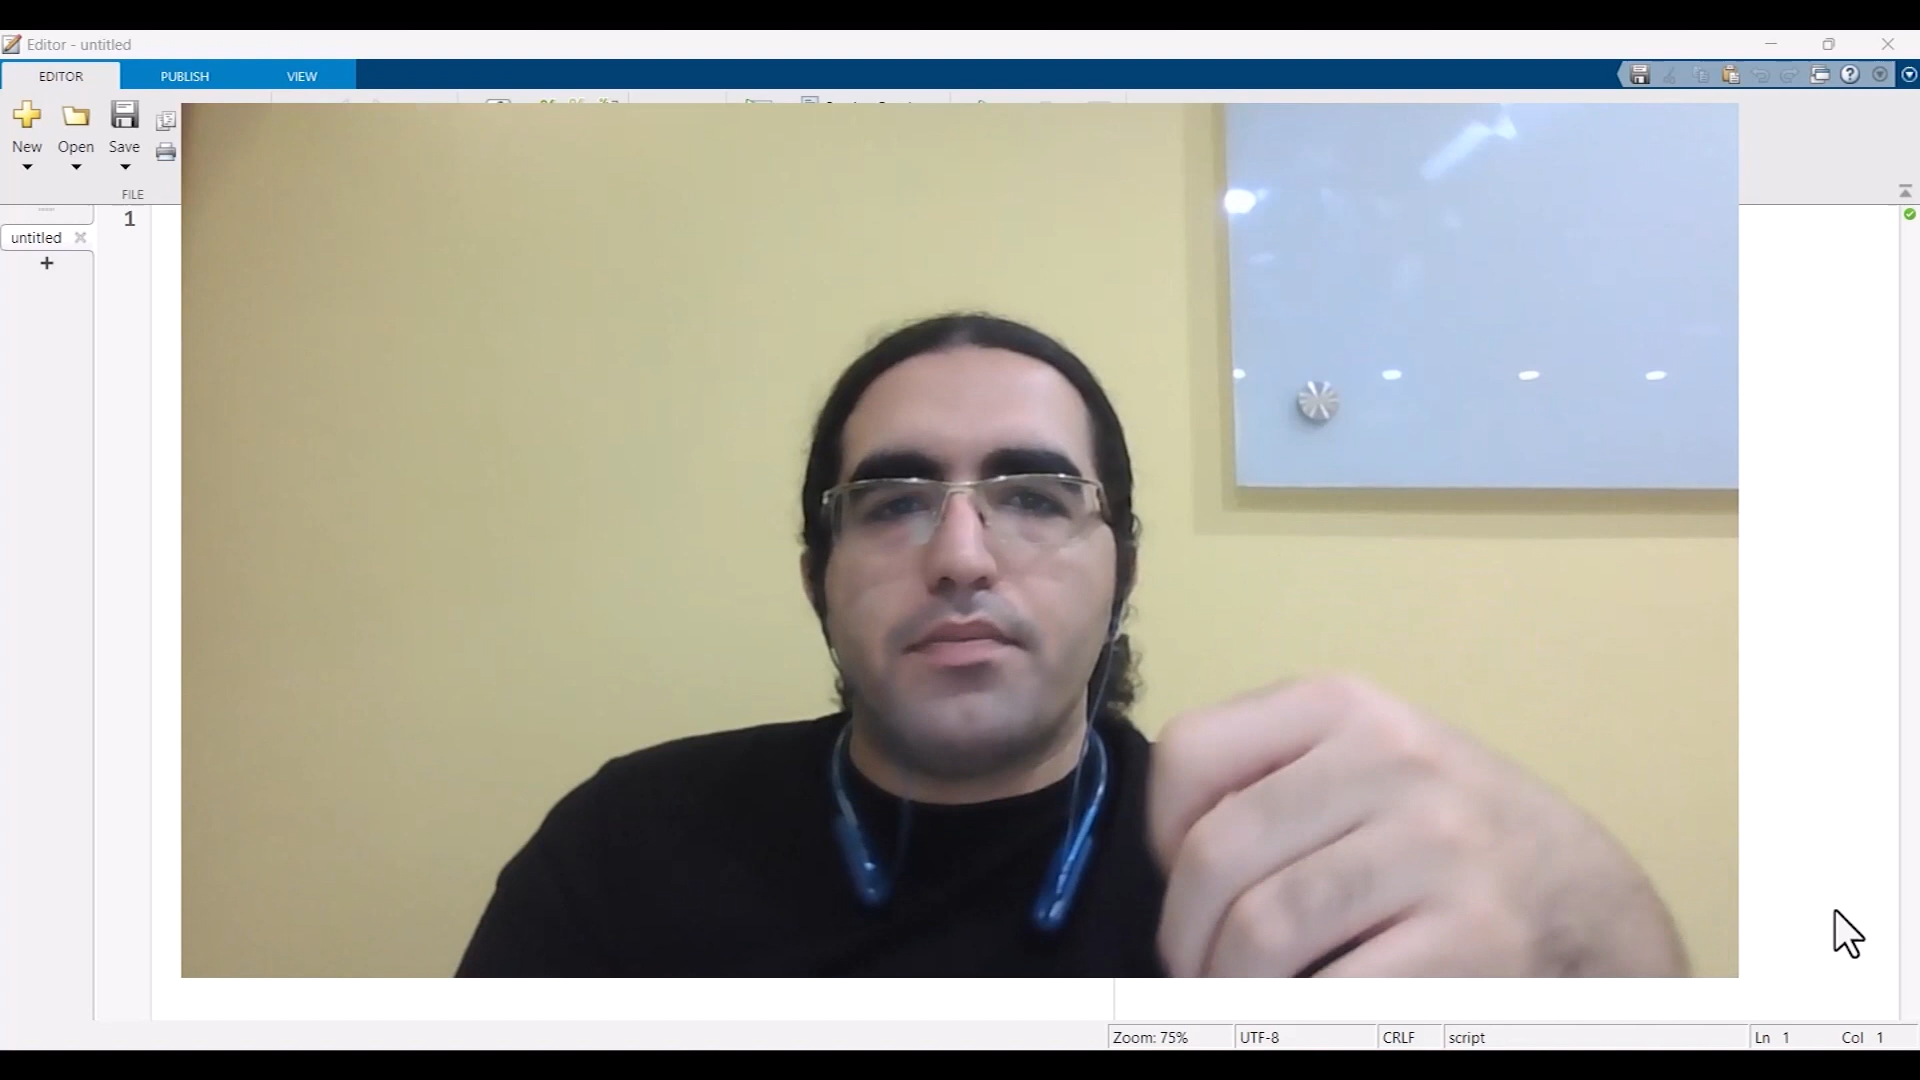 Editor - untitled
EDITOR PUBLISH VIEW
New Open Save
FILE
1
untitled
Zoom: 75% UTF-8 CRLF script Ln 1 Col 1